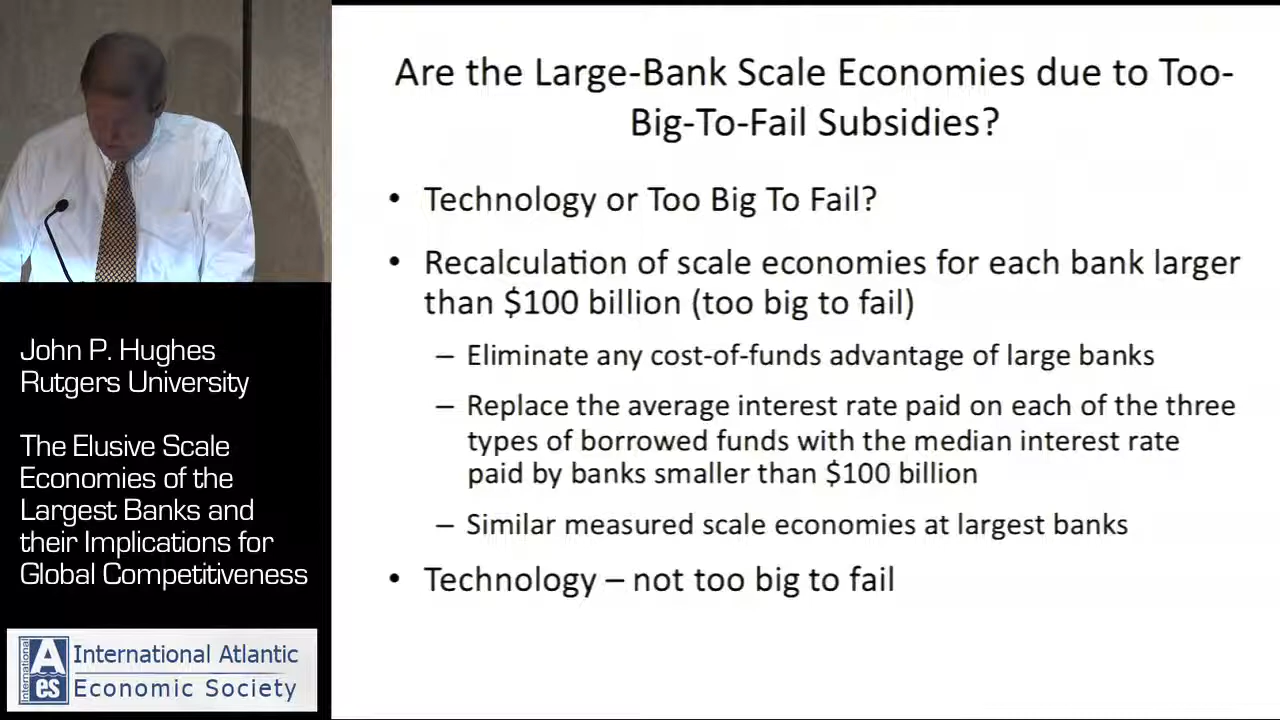 Are the Large-Bank Scale Economies due to Too-
Big-To-Fail Subsidies?
• Technology or Too Big To Fail?
• Recalculation of scale economies for each bank larger
than $100 billion (too big to fail)
– Eliminate any cost-of-funds advantage of large banks
– Replace the average interest rate paid on each of the three
types of borrowed funds with the median interest rate
paid by banks smaller than $100 billion
– Similar measured scale economies at largest banks
• Technology – not too big to fail
John P. Hughes
Rutgers University
The Elusive Scale
Economies of the
Largest Banks and
their Implications for
Global Competitiveness
International
A
es
International Atlantic
Economic Society